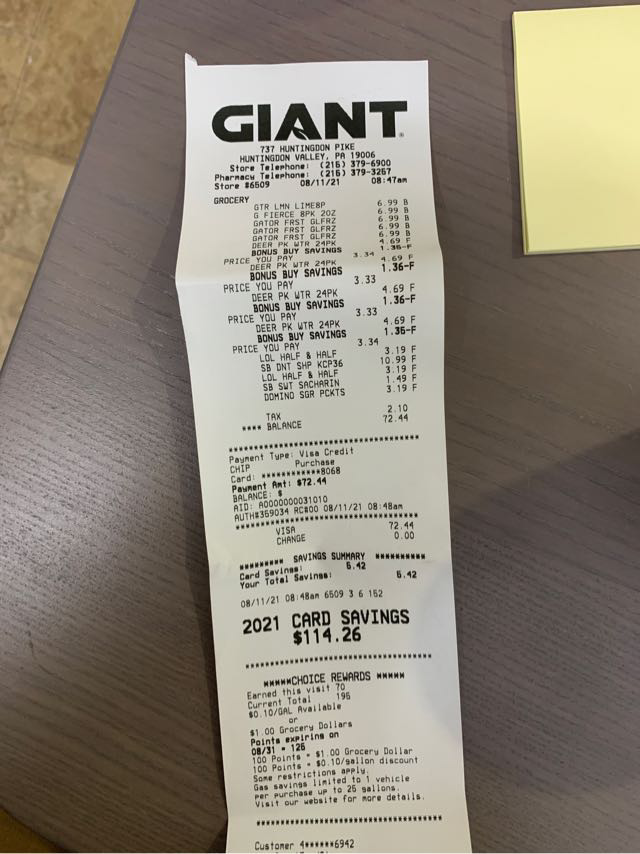 GIANT
737 HUNTINGDON PIKE
HUNTINGDON VALLEY, PA 19006
Store Telephone: (215) 379-6900
Pharmacy Telephone: (215) 379-3257
Store #6509 08/11/21 08:47am
GROCERY
GTR LMN LIME8P 6.99 B
G FIERCE 8PK 20Z 6.99 B
GATOR FRST GLFRZ 6.99 B
GATOR FRST GLFRZ 6.99 B
GATOR FRST GLFRZ 6.99 B
DEER PK WTR 24PK 4.69 F
BONUS BUY SAVINGS 1.35-F
PRICE YOU PAY 3.34
DEER PK WTR 24PK 4.69 F
BONUS BUY SAVINGS 1.36-F
PRICE YOU PAY 3.33
DEER PK WTR 24PK 4.69 F
BONUS BUY SAVINGS 1.36-F
PRICE YOU PAY 3.33
DEER PK WTR 24PK 4.69 F
BONUS BUY SAVINGS 1.35-F
PRICE YOU PAY 3.34
LOL HALF & HALF 3.19 F
SB DNT SHP KCP36 10.99 F
LOL HALF & HALF 3.19 F
SB SWT SACHARIN 1.49 F
DOMINO SGR PCKTS 3.19 F
TAX 2.10
**** BALANCE 72.44
Payment Type: Visa Credit
CHIP Purchase
Card: ************8068
Payment Amt: $72.44
BALANCE: $
AID: A0000000031010
AUTH#359034 RC#00 08/11/21 08:48am
VISA 72.44
CHANGE 0.00
********* SAVINGS SUMMARY **********
Card Savings: 5.42
Your Total Savings: 5.42
08/11/21 08:48am 6509 3 6 152
2021 CARD SAVINGS
$114.26
*****CHOICE REWARDS *****
Earned this visit 70
Current Total 195
$0.10/GAL Available
or
$1.00 Grocery Dollars
Points expiring on
08/31 = 125
100 Points = $1.00 Grocery Dollar
100 Points = $0.10/gallon discount
Some restrictions apply.
Gas savings limited to 1 vehicle
per purchase up to 25 gallons.
Visit our website for more details.
Customer 4******6942